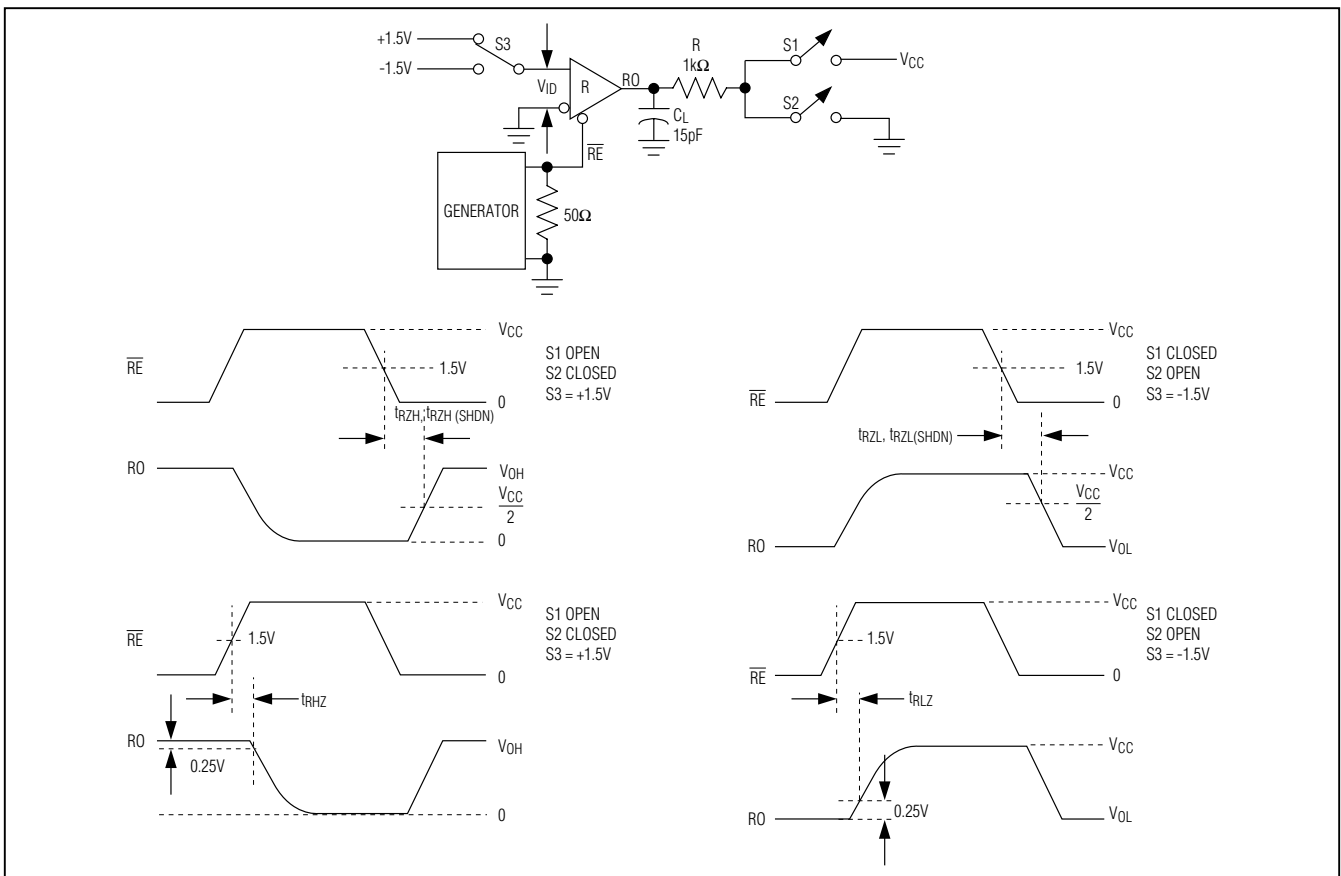 +1.5V
-1.5V
S3
VID
R
RO
R
1kΩ
CL
15pF
S1
VCC
S2
RE
GENERATOR
50Ω
RE
VCC
1.5V
0
S1 OPEN
S2 CLOSED
S3 = +1.5V
tRZH, tRZH (SHDN)
RO
VOH
VCC
2
0
RE
VCC
1.5V
0
S1 CLOSED
S2 OPEN
S3 = -1.5V
tRZL, tRZL(SHDN)
RO
VCC
VCC
2
VOL
RE
VCC
1.5V
0
S1 OPEN
S2 CLOSED
S3 = +1.5V
tRHZ
RO
0.25V
VOH
0
RE
VCC
1.5V
0
S1 CLOSED
S2 OPEN
S3 = -1.5V
tRLZ
RO
VCC
0.25V
VOL